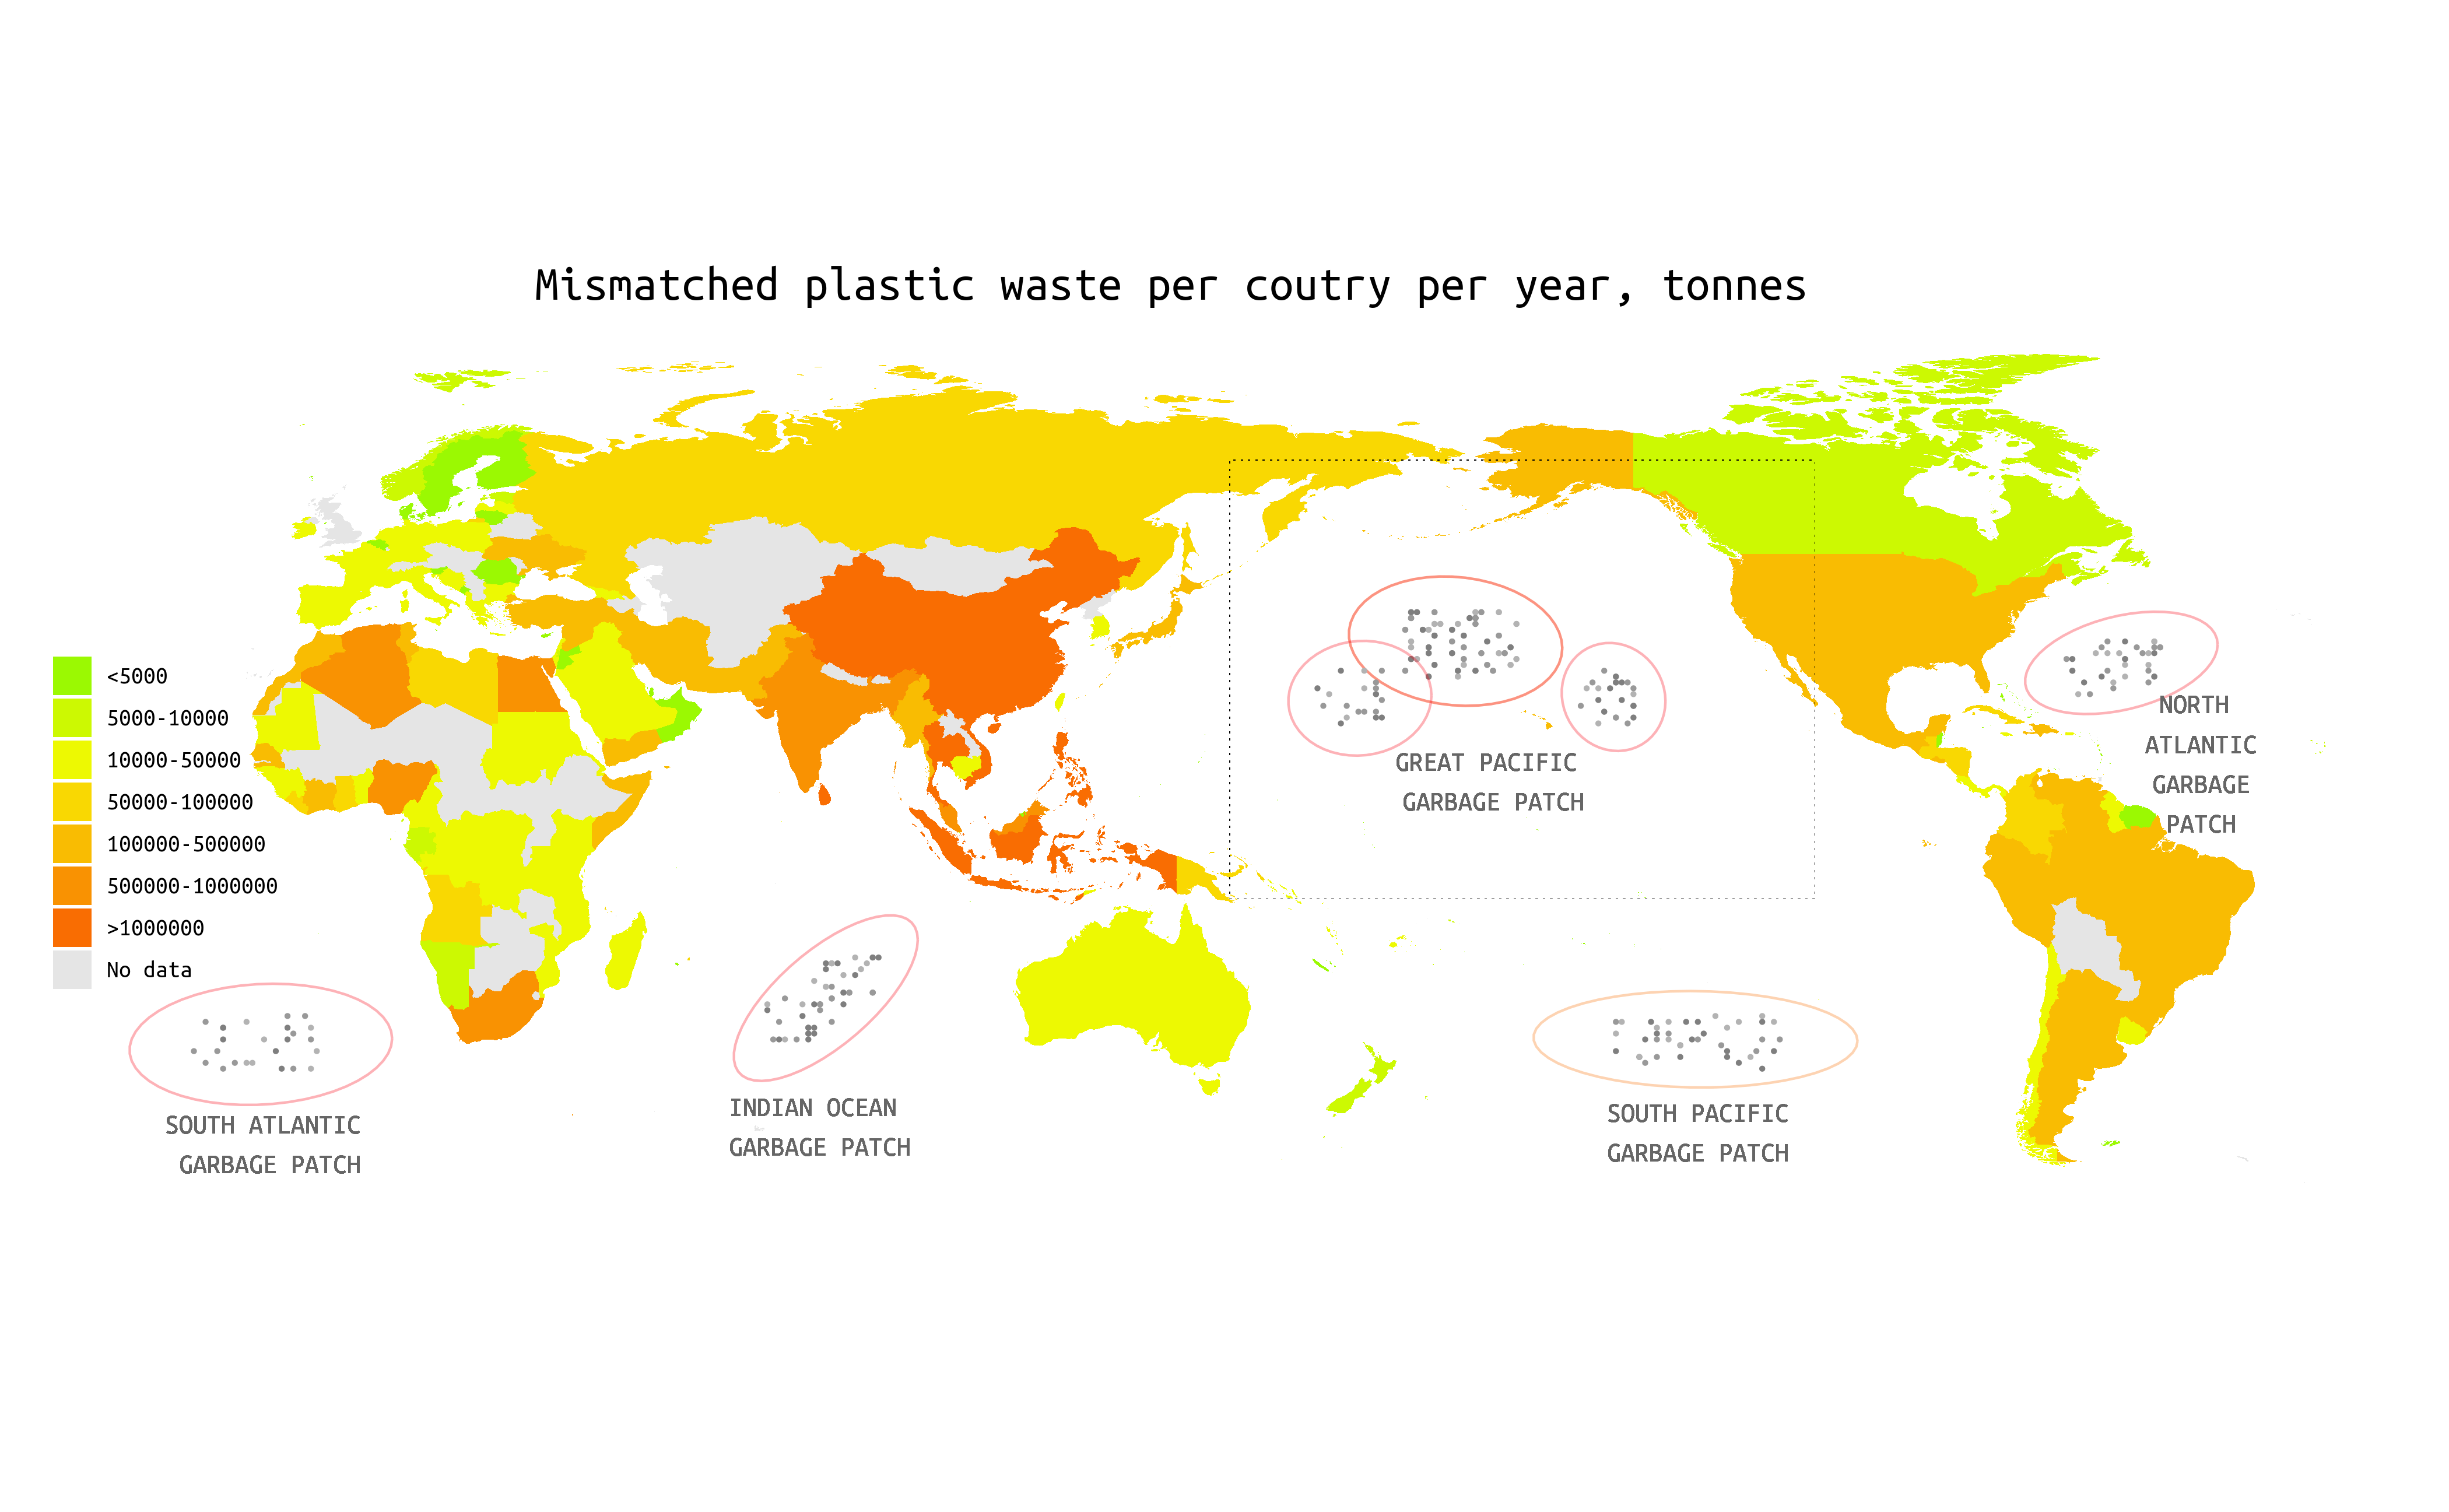 Mismatched plastic waste per coutry per year, tonnes
<5000
5000-10000
10000-50000
50000-100000
100000-500000
500000-1000000
>1000000
No data
GREAT PACIFIC
GARBAGE PATCH
NORTH
ATLANTIC
GARBAGE
PATCH
SOUTH ATLANTIC
GARBAGE PATCH
INDIAN OCEAN
GARBAGE PATCH
SOUTH PACIFIC
GARBAGE PATCH